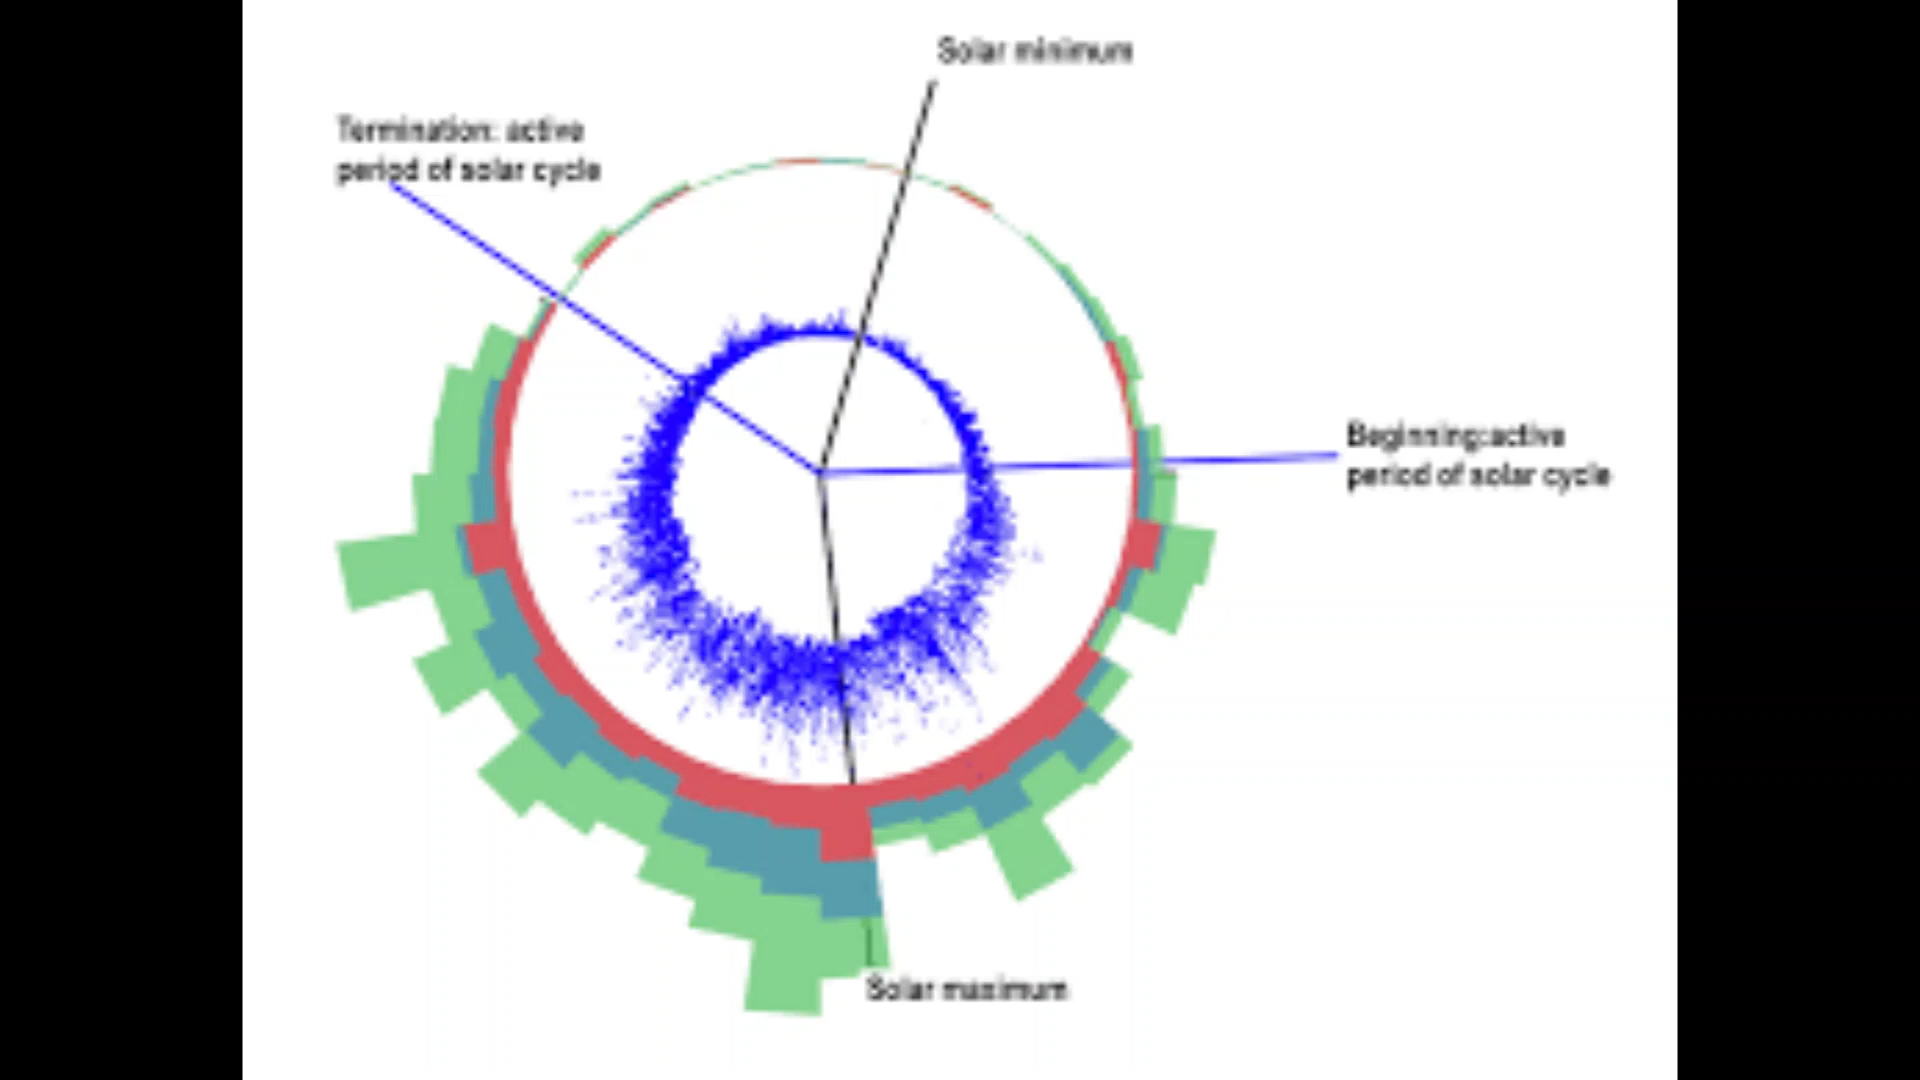 Solar minimum
Termination: active
period of solar cycle
Beginning:active
period of solar cycle
Solar maximum